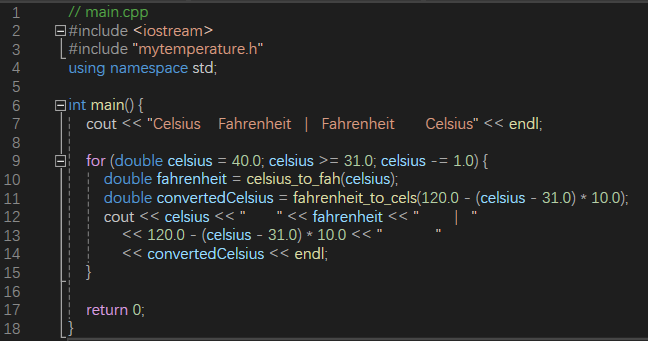 1 // main.cpp
2 #include <iostream>
3 #include "mytemperature.h"
4 using namespace std;
5
6 int main() {
7 cout << "Celsius    Fahrenheit   |   Fahrenheit       Celsius" << endl;
8
9 for (double celsius = 40.0; celsius >= 31.0; celsius -= 1.0) {
10 double fahrenheit = celsius_to_fah(celsius);
11 double convertedCelsius = fahrenheit_to_cels(120.0 - (celsius - 31.0) * 10.0);
12 cout << celsius << "       " << fahrenheit << "        |   "
13 << 120.0 - (celsius - 31.0) * 10.0 << "            "
14 << convertedCelsius << endl;
15 }
16
17 return 0;
18 }